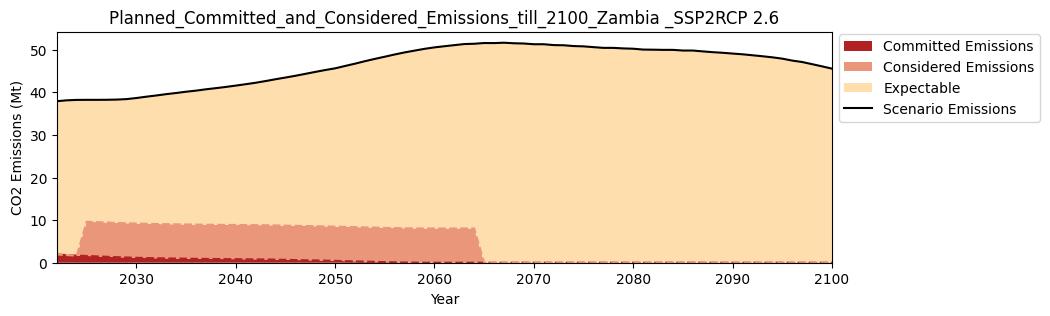 Planned_Committed_and_Considered_Emissions_till_2100_Zambia _SSP2RCP 2.6
50
40
30
20
10
0
CO2 Emissions (Mt)
2030 2040 2050 2060 2070 2080 2090 2100
Year
Committed Emissions
Considered Emissions
Expectable
Scenario Emissions